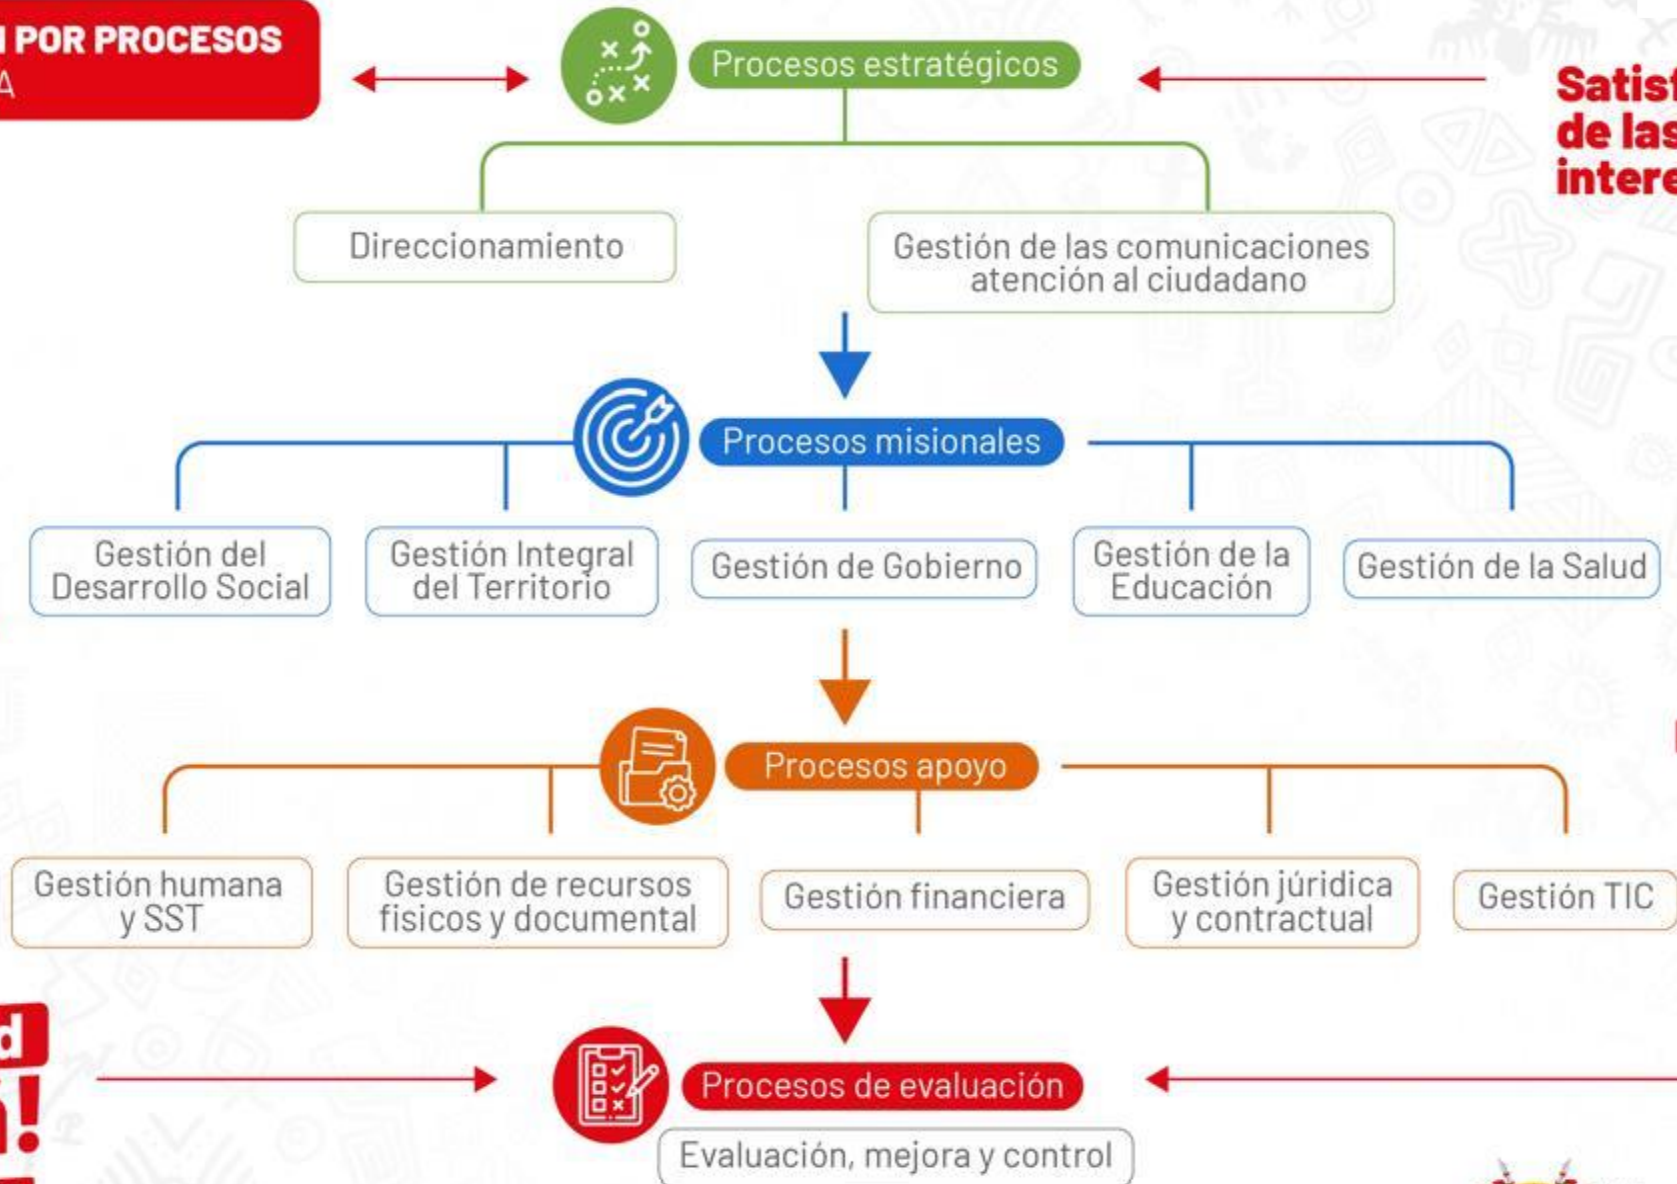 POR PROCESOS
A
Procesos estratégicos
de las
Direccionamiento
Gestión de las comunicaciones
atención al ciudadano
Procesos misionales
Gestión del
Desarrollo Social
Gestión Integral
del Territorio
Gestión de Gobierno
Gestión de la
Educación
Gestión de la Salud
Procesos apoyo
Gestión humana
y SST
Gestión de recursos
fisicos y documental
Gestión financiera
Gestión júridica
y contractual
Gestión TIC
Procesos de evaluación
Evaluación, mejora y control